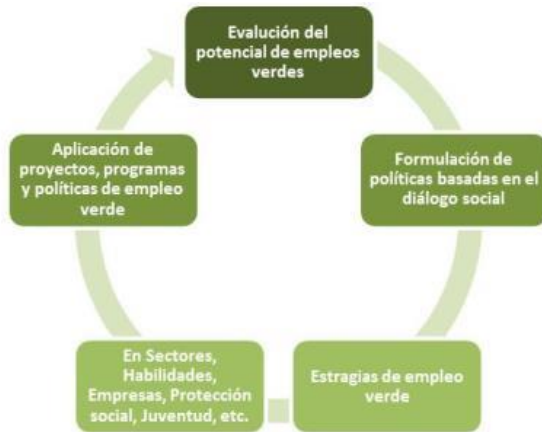 Evalución del
potencial de empleos
verdes
Formulación de
políticas basadas en el
diálogo social
Estragias de empleo
verde
En Sectores,
Habilidades,
Empresas, Protección
social, Juventud, etc.
Aplicación de
proyectos, programas
y políticas de empleo
verde